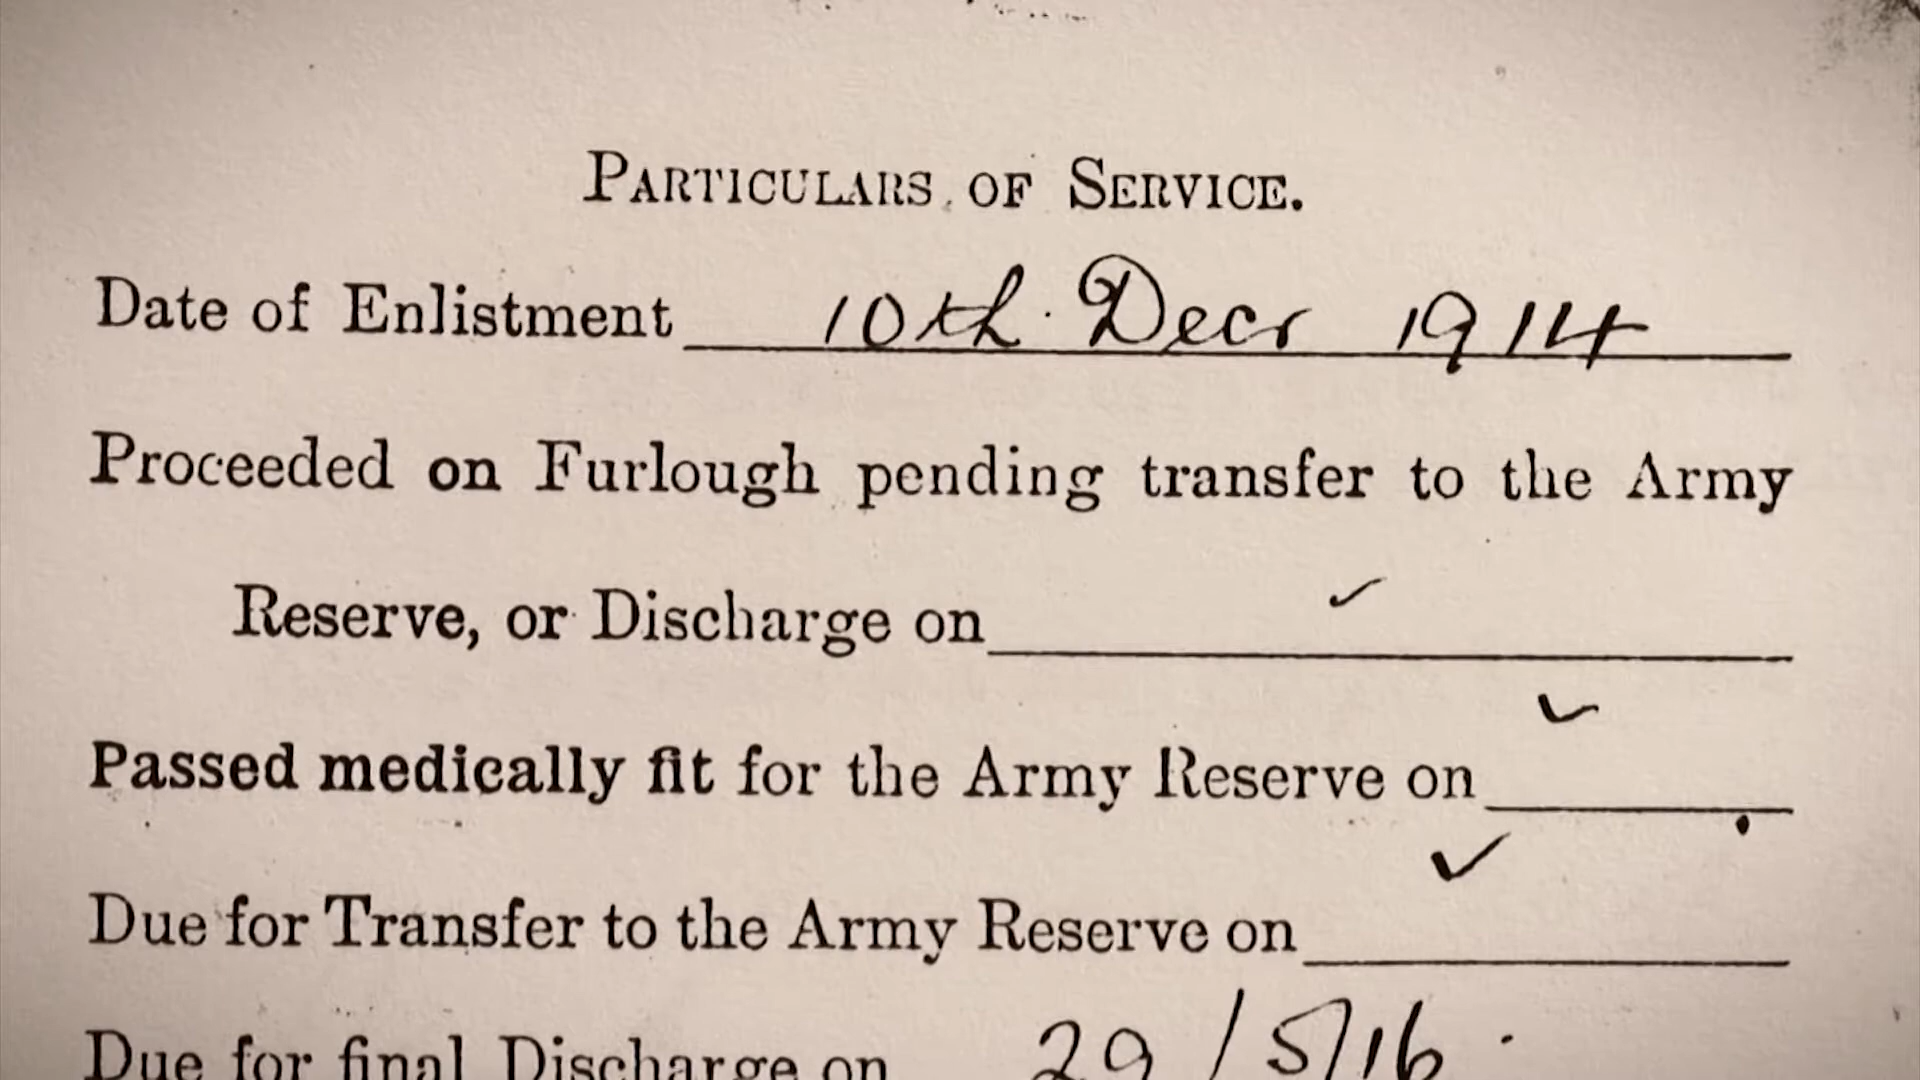 PARTICULARS OF SERVICE.
Date of Enlistment 10th Decr 1914
Proceeded on Furlough pending transfer to the Army
Reserve, or Discharge on ✓
Passed medically fit for the Army Reserve on ✓
Due for Transfer to the Army Reserve on ✓
Due for final Discharge on 29/5/16.